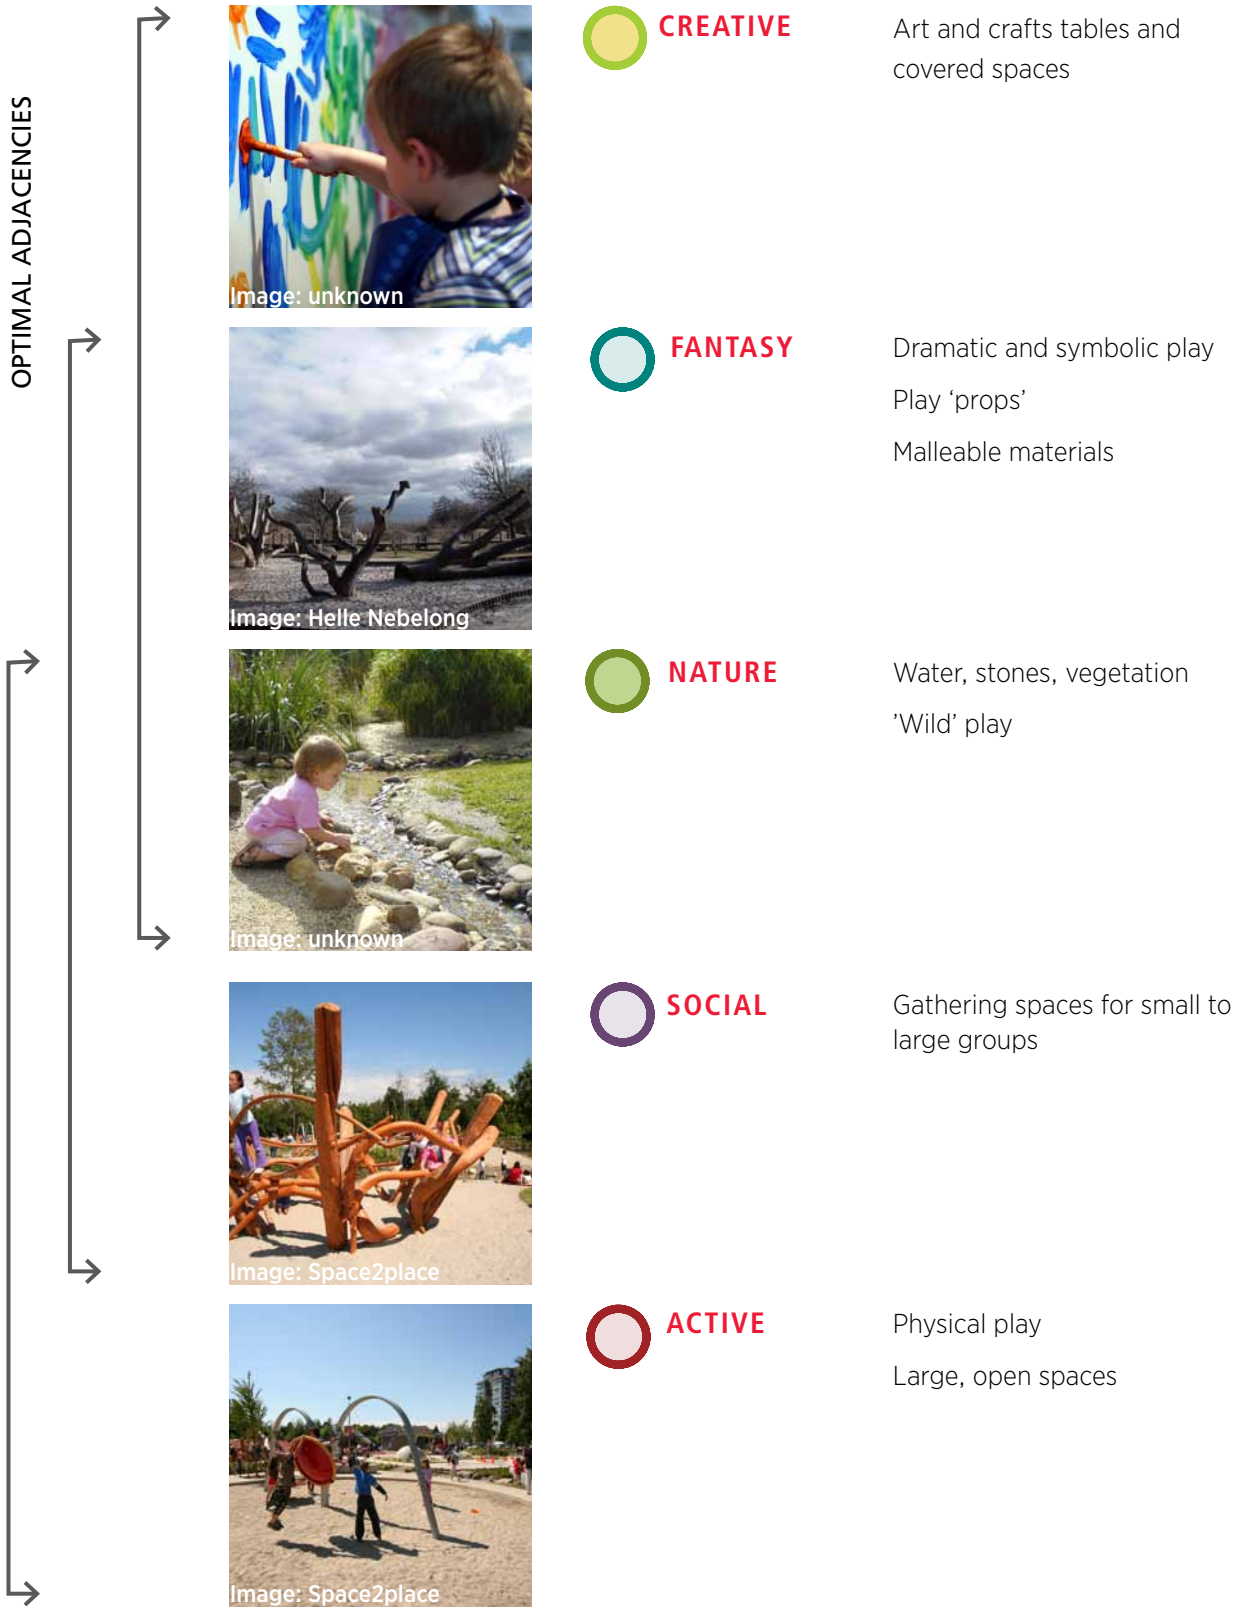 OPTIMAL ADJACENCIES
CREATIVE
Art and crafts tables and
covered spaces
Image: unknown
FANTASY
Dramatic and symbolic play
Play ‘props’
Malleable materials
Image: Helle Nebelong
NATURE
Water, stones, vegetation
’Wild’ play
Image: unknown
SOCIAL
Gathering spaces for small to
large groups
Image: Space2place
ACTIVE
Physical play
Large, open spaces
Image: Space2place